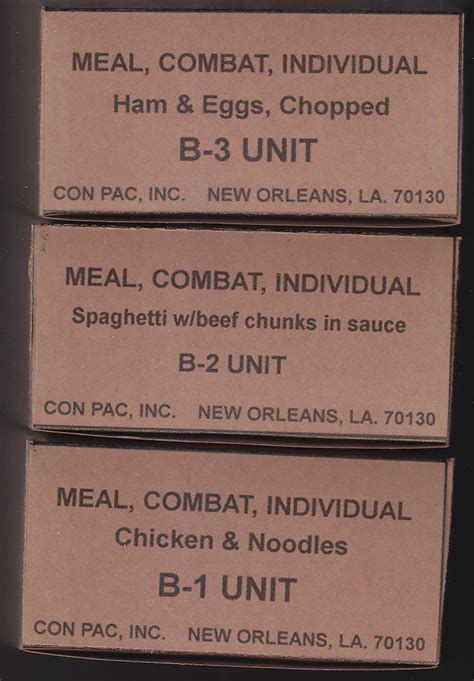 MEAL, COMBAT, INDIVIDUAL
Ham & Eggs, Chopped
B-3 UNIT
CON PAC, INC. NEW ORLEANS, LA. 70130
MEAL, COMBAT, INDIVIDUAL
Spaghetti w/beef chunks in sauce
B-2 UNIT
CON PAC, INC. NEW ORLEANS, LA. 70130
MEAL, COMBAT, INDIVIDUAL
Chicken & Noodles
B-1 UNIT
CON PAC, INC. NEW ORLEANS, LA. 70130